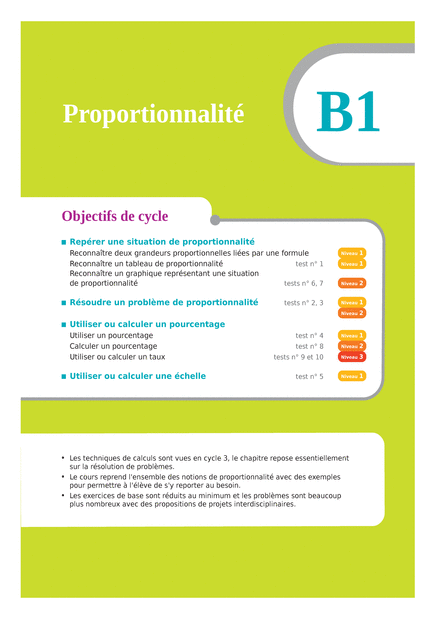 Proportionnalité
B1
Objectifs de cycle
Repérer une situation de proportionnalité
Reconnaître deux grandeurs proportionnelles liées par une formule Niveau 1
Reconnaître un tableau de proportionnalité test n° 1 Niveau 1
Reconnaître un graphique représentant une situation
de proportionnalité tests n° 6, 7 Niveau 2
Résoudre un problème de proportionnalité tests n° 2, 3 Niveau 1
Niveau 2
Utiliser ou calculer un pourcentage
Utiliser un pourcentage test n° 4 Niveau 1
Calculer un pourcentage test n° 8 Niveau 2
Utiliser ou calculer un taux tests n° 9 et 10 Niveau 3
Utiliser ou calculer une échelle test n° 5 Niveau 1
• Les techniques de calculs sont vues en cycle 3, le chapitre repose essentiellement
sur la résolution de problèmes.
• Le cours reprend l'ensemble des notions de proportionnalité avec des exemples
pour permettre à l'élève de s'y reporter au besoin.
• Les exercices de base sont réduits au minimum et les problèmes sont beaucoup
plus nombreux avec des propositions de projets interdisciplinaires.